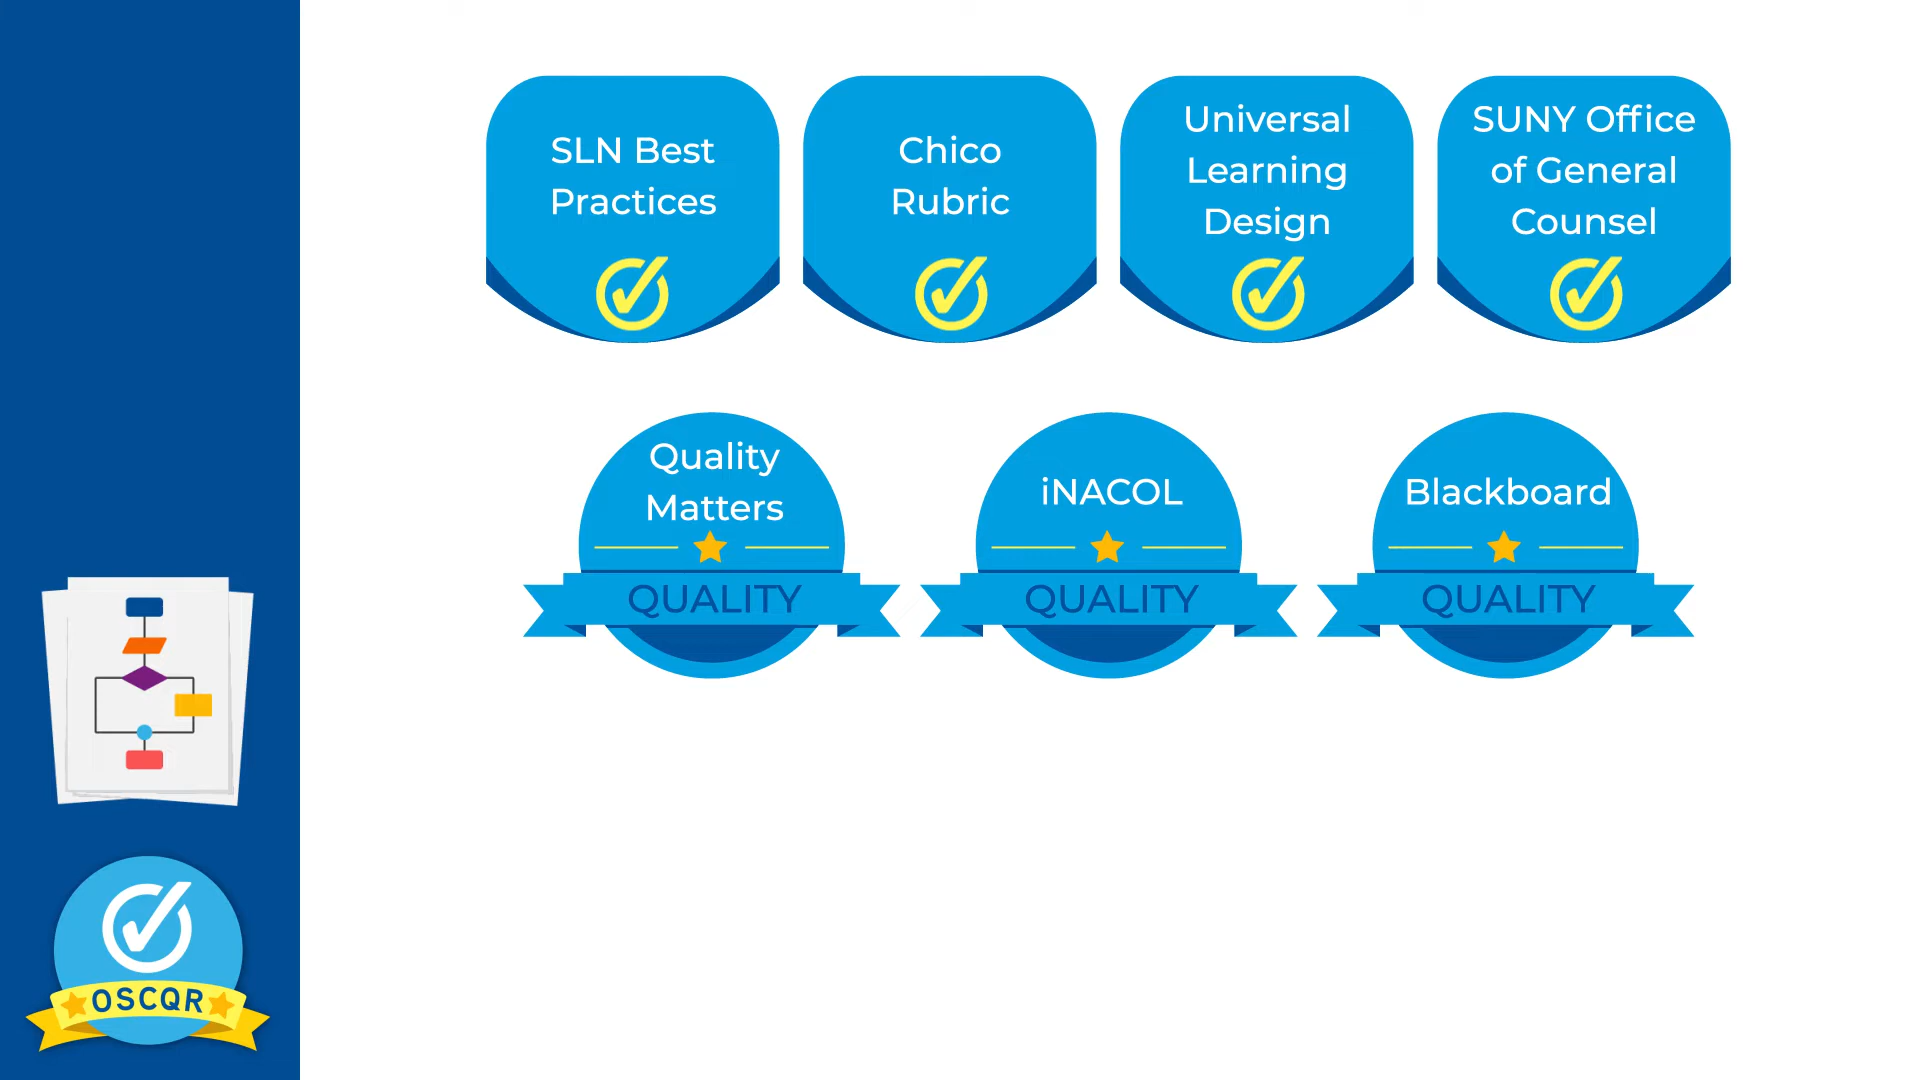 SLN Best
Practices
Chico
Rubric
Universal
Learning
Design
SUNY Office
of General
Counsel
Quality
Matters
QUALITY
iNACOL
QUALITY
Blackboard
QUALITY
OSCQR